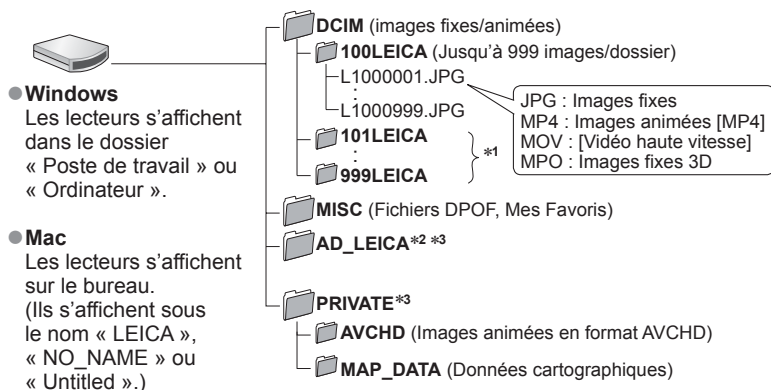 ● Windows
Les lecteurs s’affichent
dans le dossier
« Poste de travail » ou
« Ordinateur ».
● Mac
Les lecteurs s’affichent
sur le bureau.
(Ils s’affichent sous
le nom « LEICA »,
« NO_NAME » ou
« Untitled ».)
DCIM (images fixes/animées)
100LEICA (Jusqu’à 999 images/dossier)
L1000001.JPG
:
L1000999.JPG
JPG : Images fixes
MP4 : Images animées [MP4]
MOV : [Vidéo haute vitesse]
MPO : Images fixes 3D
101LEICA
:
999LEICA
*1
MISC (Fichiers DPOF, Mes Favoris)
AD_LEICA*2 *3
PRIVATE*3
AVCHD (Images animées en format AVCHD)
MAP_DATA (Données cartographiques)